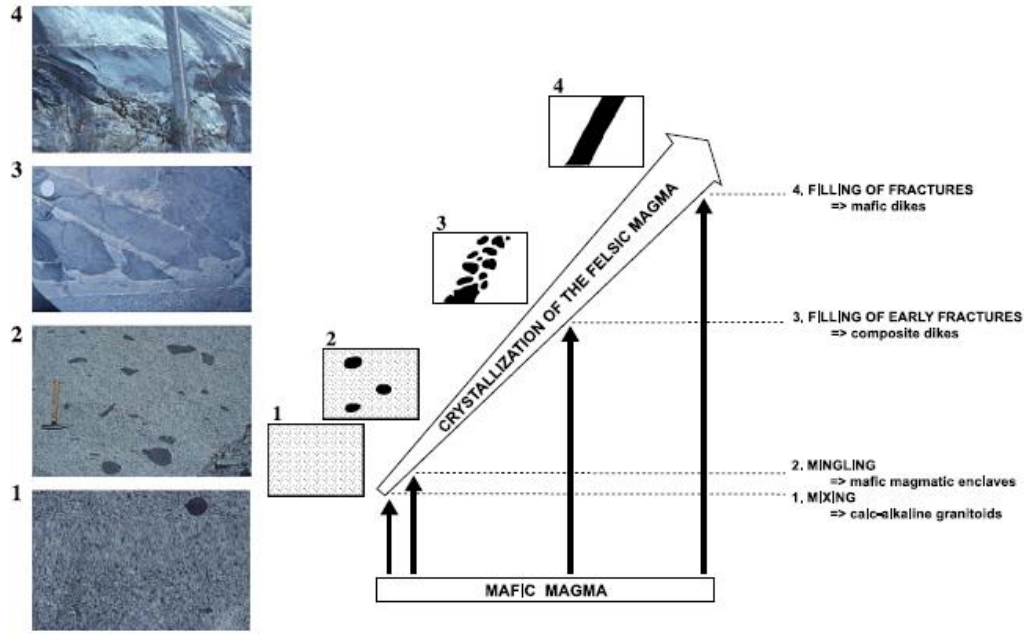 4
3
2
1
4
3
2
1
CRYSTALLIZATION OF THE FELSIC MAGMA
4, FILLING OF FRACTURES
=> mafic dikes
3, FILLING OF EARLY FRACTURES
=> composite dikes
2, MINGLING
=> mafic magmatic enclaves
1, MIXING
=> calc-alkaline granitoids
MAFIC MAGMA